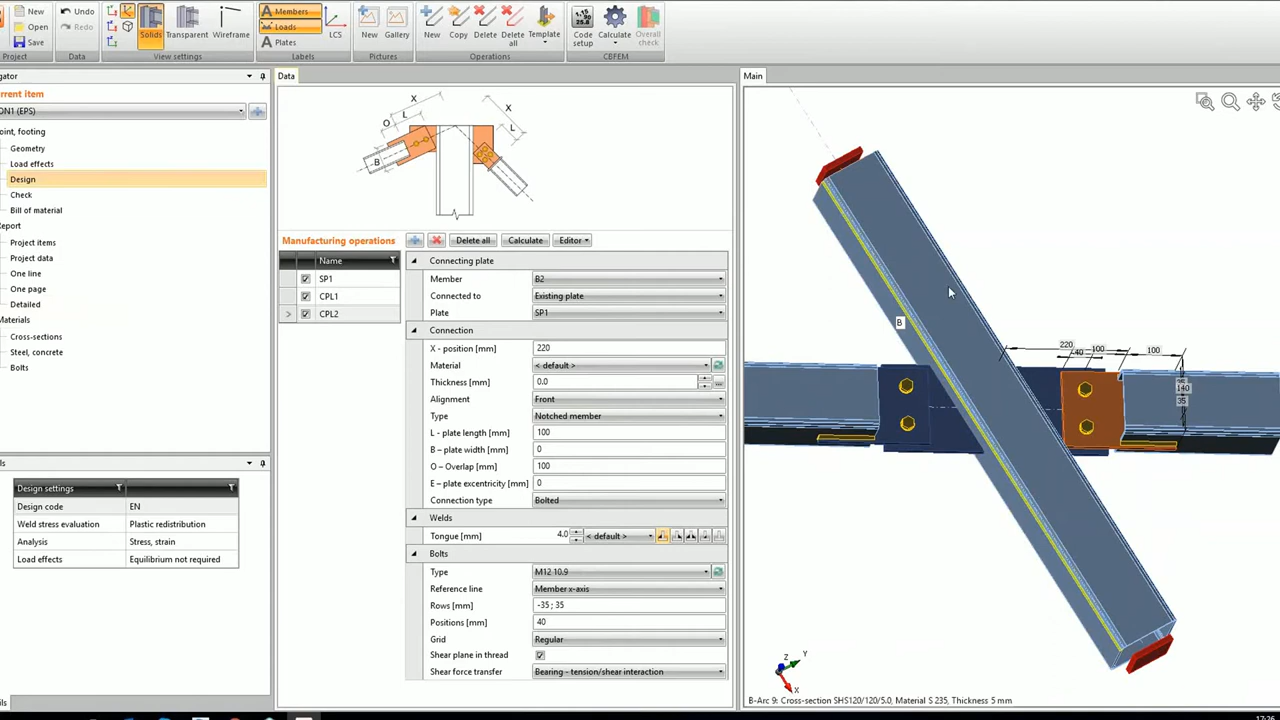 New
Open
Save
Project
Undo
Redo
Data
Solids
Transparent
Wireframe
View settings
Members
Loads
Plates
LCS
Labels
New
Gallery
Pictures
New
Copy
Delete
Delete all
Template
Operations
Code setup
Calculate
Overall check
CBFEM
gator
rrent item
ON1 (EPS)
oint, footing
Geometry
Load effects
Design
Check
Bill of material
eport
Project items
Project data
One line
One page
Detailed
aterials
Cross-sections
Steel, concrete
Bolts
ls
Design settings
Design code EN
Weld stress evaluation Plastic redistribution
Analysis Stress, strain
Load effects Equilibrium not required
ils
Data
X
X
L
O
L
B
Manufacturing operations
Delete all
Calculate
Editor
Name
SP1
CPL1
CPL2
Connecting plate
Member B2
Connected to Existing plate
Plate SP1
Connection
X - position [mm] 220
Material < default >
Thickness [mm] 0.0
Alignment Front
Type Notched member
L - plate length [mm] 100
B – plate width [mm] 0
O – Overlap [mm] 100
E – plate excentricity [mm] 0
Connection type Bolted
Welds
Tongue [mm] 4.0 < default >
Bolts
Type M12 10.9
Reference line Member x-axis
Rows [mm] -35 ; 35
Positions [mm] 40
Grid Regular
Shear plane in thread
Shear force transfer Bearing - tension/shear interaction
Main
B
220
40
100
100
140
35
Z
Y
X
B-Arc 9: Cross-section SHS120/120/5.0, Material S 235, Thickness 5 mm